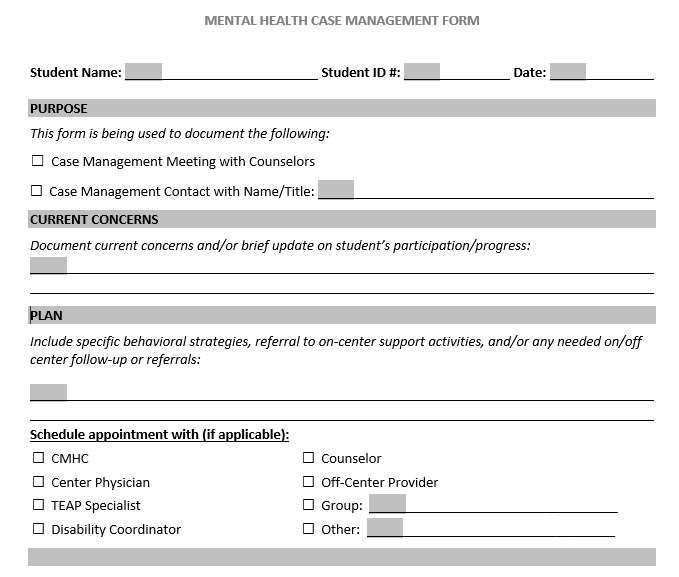 MENTAL HEALTH CASE MANAGEMENT FORM
Student Name: Student ID #: Date:
PURPOSE
This form is being used to document the following:
☐ Case Management Meeting with Counselors
☐ Case Management Contact with Name/Title:
CURRENT CONCERNS
Document current concerns and/or brief update on student's participation/progress:
PLAN
Include specific behavioral strategies, referral to on-center support activities, and/or any needed on/off
center follow-up or referrals:
Schedule appointment with (if applicable):
☐ CMHC ☐ Counselor
☐ Center Physician ☐ Off-Center Provider
☐ TEAP Specialist ☐ Group:
☐ Disability Coordinator ☐ Other: